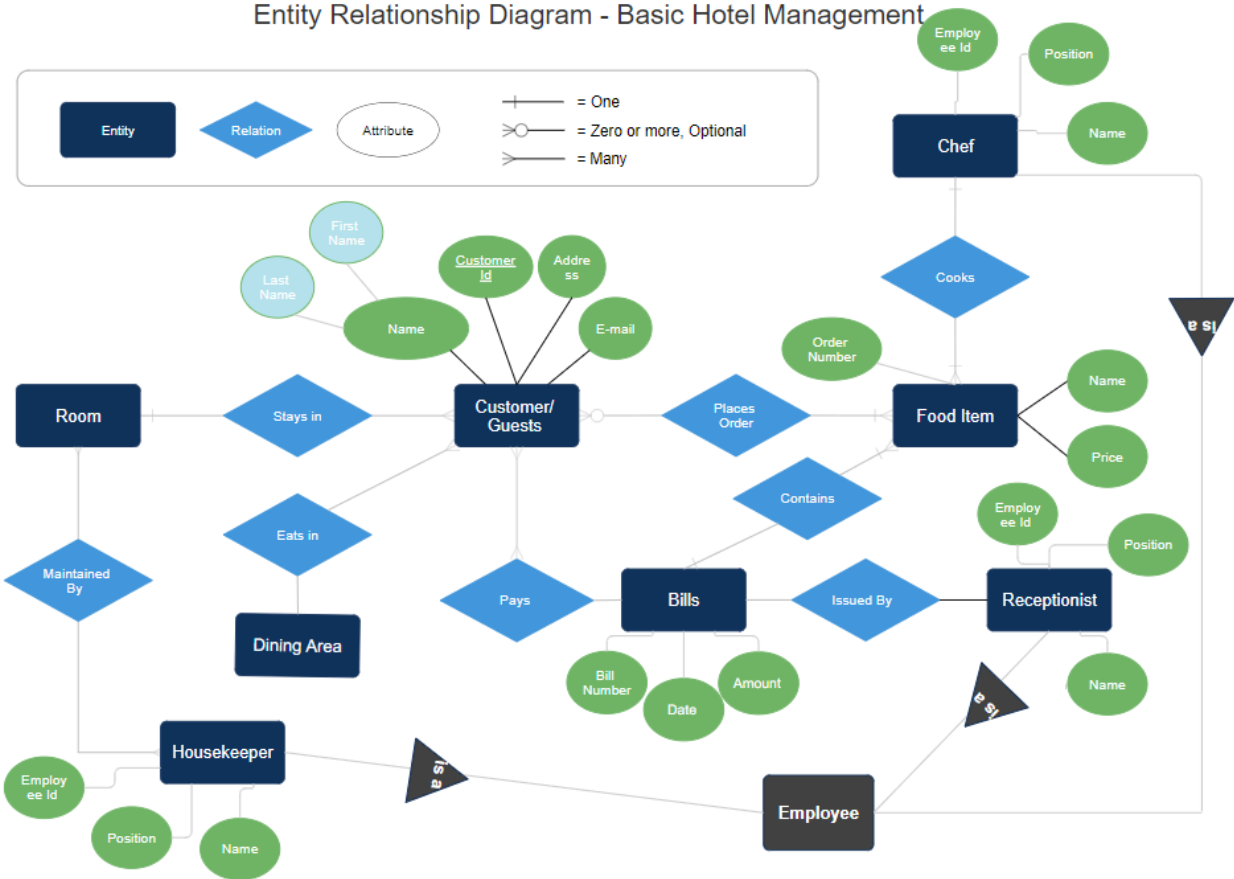 Entity Relationship Diagram - Basic Hotel Management
Employ
ee Id
Position
Name
Chef
Entity
Relation
Attribute
= One
= Zero or more, Optional
= Many
First
Name
Last
Name
Name
Customer
Id
Addre
ss
E-mail
Cooks
is a
Order
Number
Name
Price
Room
Stays in
Customer/
Guests
Places
Order
Food Item
Contains
Eats in
Employ
ee Id
Position
Maintained
By
Pays
Bills
Issued By
Receptionist
Dining Area
Bill
Number
Date
Amount
Name
is a
Housekeeper
is a
Employ
ee Id
Position
Name
Employee